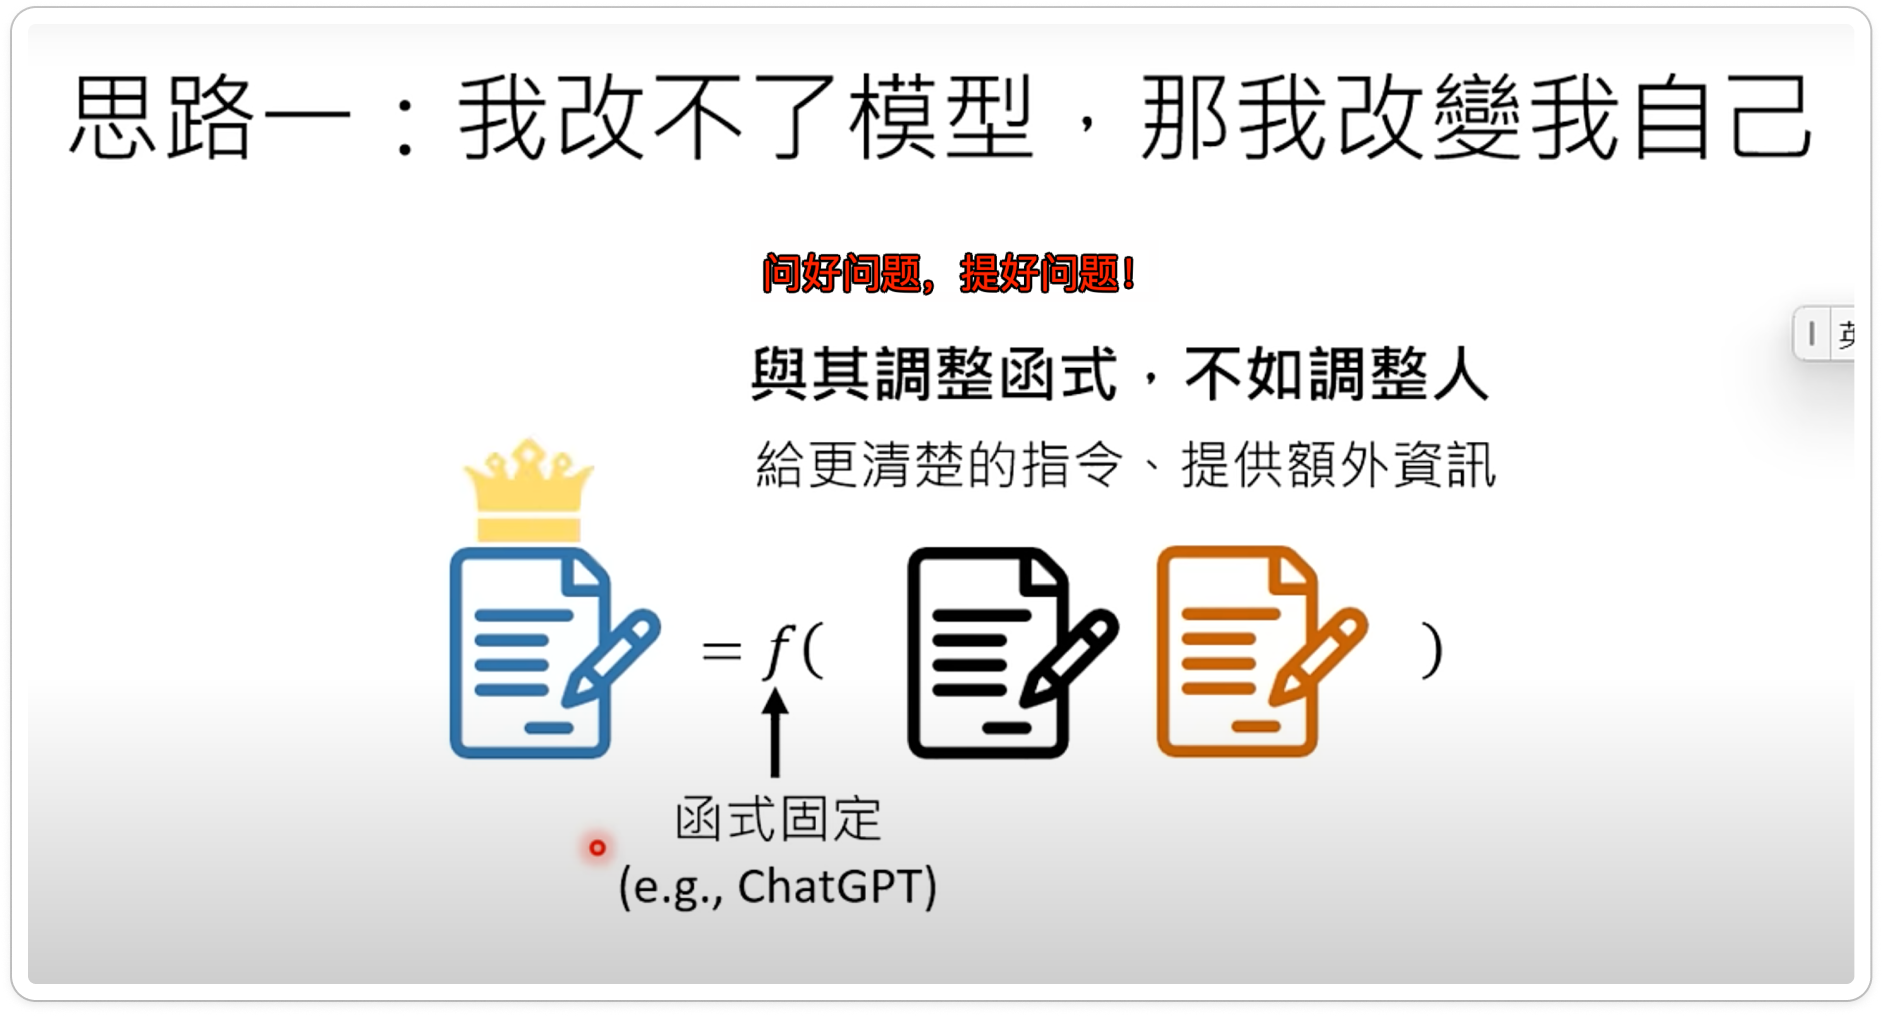 思路一：我改不了模型，那我改變我自己
问好问题，提好问题！
與其調整函式，不如調整人
給更清楚的指令、提供額外資訊
英
= f( )
函式固定
(e.g., ChatGPT)